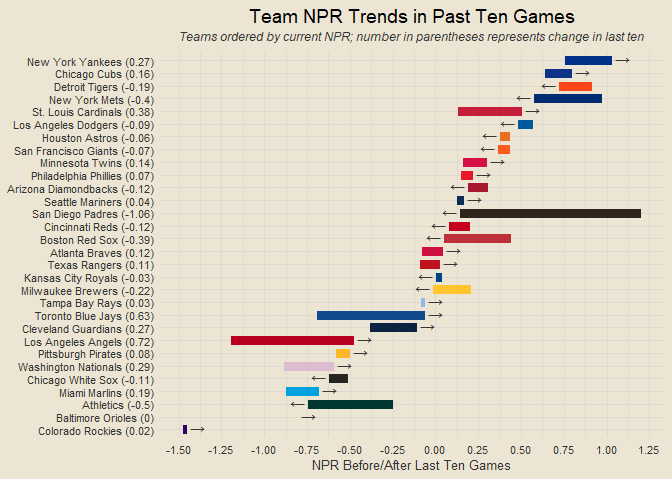 Team NPR Trends in Past Ten Games
Teams ordered by current NPR; number in parentheses represents change in last ten
New York Yankees (0.27)
Chicago Cubs (0.16)
Detroit Tigers (-0.19)
New York Mets (-0.4)
St. Louis Cardinals (0.38)
Los Angeles Dodgers (-0.09)
Houston Astros (-0.06)
San Francisco Giants (-0.07)
Minnesota Twins (0.14)
Philadelphia Phillies (0.07)
Arizona Diamondbacks (-0.12)
Seattle Mariners (0.04)
San Diego Padres (-1.06)
Cincinnati Reds (-0.12)
Boston Red Sox (-0.39)
Atlanta Braves (0.12)
Texas Rangers (0.11)
Kansas City Royals (-0.03)
Milwaukee Brewers (-0.22)
Tampa Bay Rays (0.03)
Toronto Blue Jays (0.63)
Cleveland Guardians (0.27)
Los Angeles Angels (0.72)
Pittsburgh Pirates (0.08)
Washington Nationals (0.29)
Chicago White Sox (-0.11)
Miami Marlins (0.19)
Athletics (-0.5)
Baltimore Orioles (0)
Colorado Rockies (0.02)
-1.50 -1.25 -1.00 -0.75 -0.50 -0.25 0.00 0.25 0.50 0.75 1.00 1.25
NPR Before/After Last Ten Games